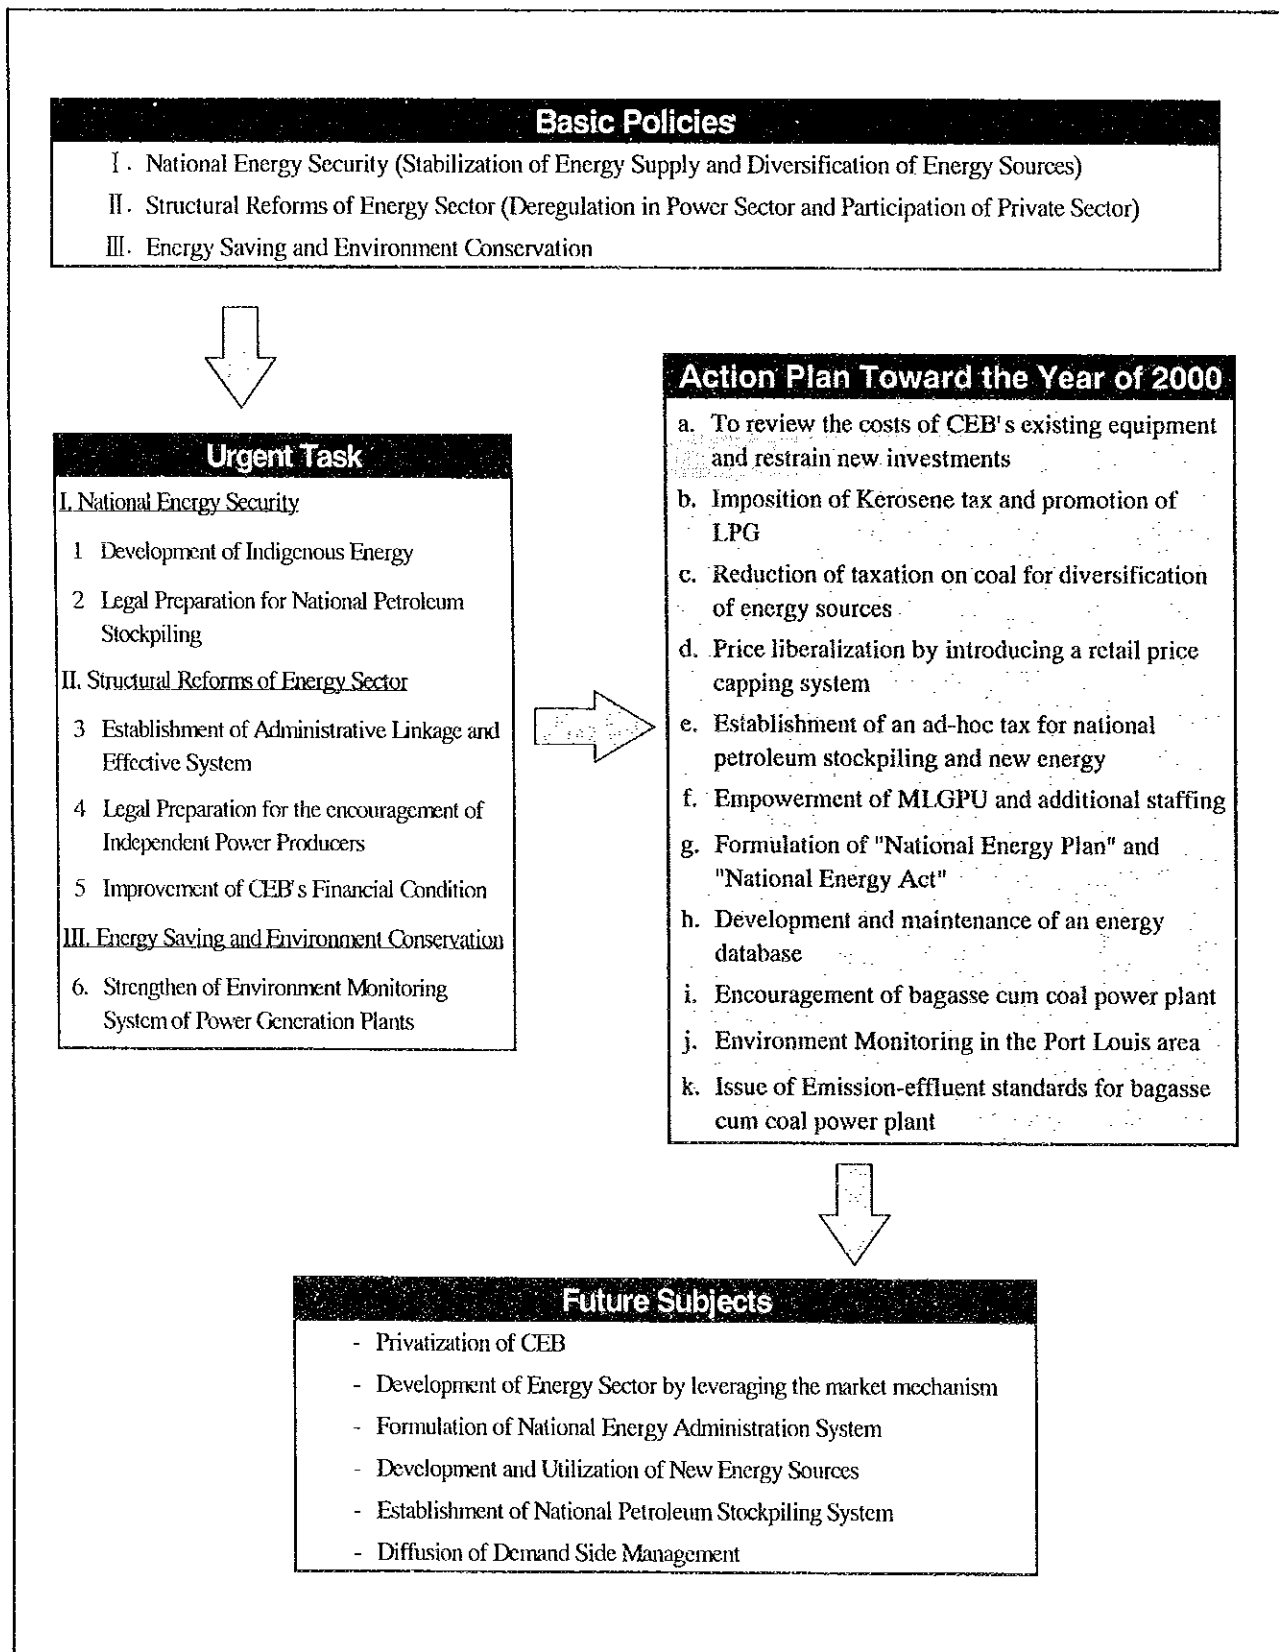 Basic Policies
I. National Energy Security (Stabilization of Energy Supply and Diversification of Energy Sources)
II. Structural Reforms of Energy Sector (Deregulation in Power Sector and Participation of Private Sector)
III. Energy Saving and Environment Conservation
Urgent Task
I. National Energy Security
1 Development of Indigenous Energy
2 Legal Preparation for National Petroleum
Stockpiling
II. Structural Reforms of Energy Sector
3 Establishment of Administrative Linkage and
Effective System
4 Legal Preparation for the encouragement of
Independent Power Producers
5 Improvement of CEB's Financial Condition
III. Energy Saving and Environment Conservation
6. Strengthen of Environment Monitoring
System of Power Generation Plants
Action Plan Toward the Year of 2000
a. To review the costs of CEB's existing equipment
and restrain new investments
b. Imposition of Kerosene tax and promotion of
LPG
c. Reduction of taxation on coal for diversification
of energy sources
d. Price liberalization by introducing a retail price
capping system
e. Establishment of an ad-hoc tax for national
petroleum stockpiling and new energy
f. Empowerment of MLGPU and additional staffing
g. Formulation of "National Energy Plan" and
"National Energy Act"
h. Development and maintenance of an energy
database
i. Encouragement of bagasse cum coal power plant
j. Environment Monitoring in the Port Louis area
k. Issue of Emission-effluent standards for bagasse
cum coal power plant
Future Subjects
- Privatization of CEB
- Development of Energy Sector by leveraging the market mechanism
- Formulation of National Energy Administration System
- Development and Utilization of New Energy Sources
- Establishment of National Petroleum Stockpiling System
- Diffusion of Demand Side Management